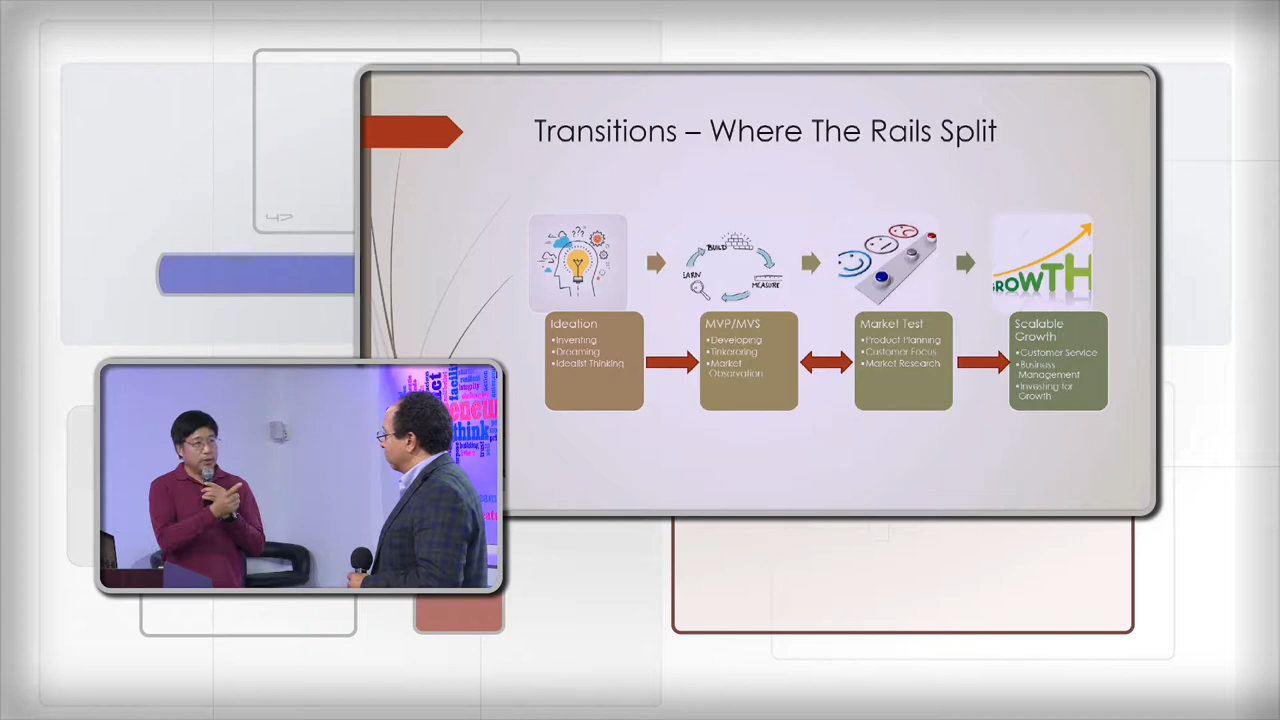 Transitions – Where The Rails Split
BUILD
LEARN
MEASURE
GROWTH
Ideation
•Inventing
•Dreaming
•Idealist Thinking
MVP/MVS
•Developing
•Tinkeraring
•Market
Observation
Market Test
•Product Planning
•Customer Focus
•Market Research
Scalable
Growth
•Customer Service
•Business
Management
•Investing for
Growth
think